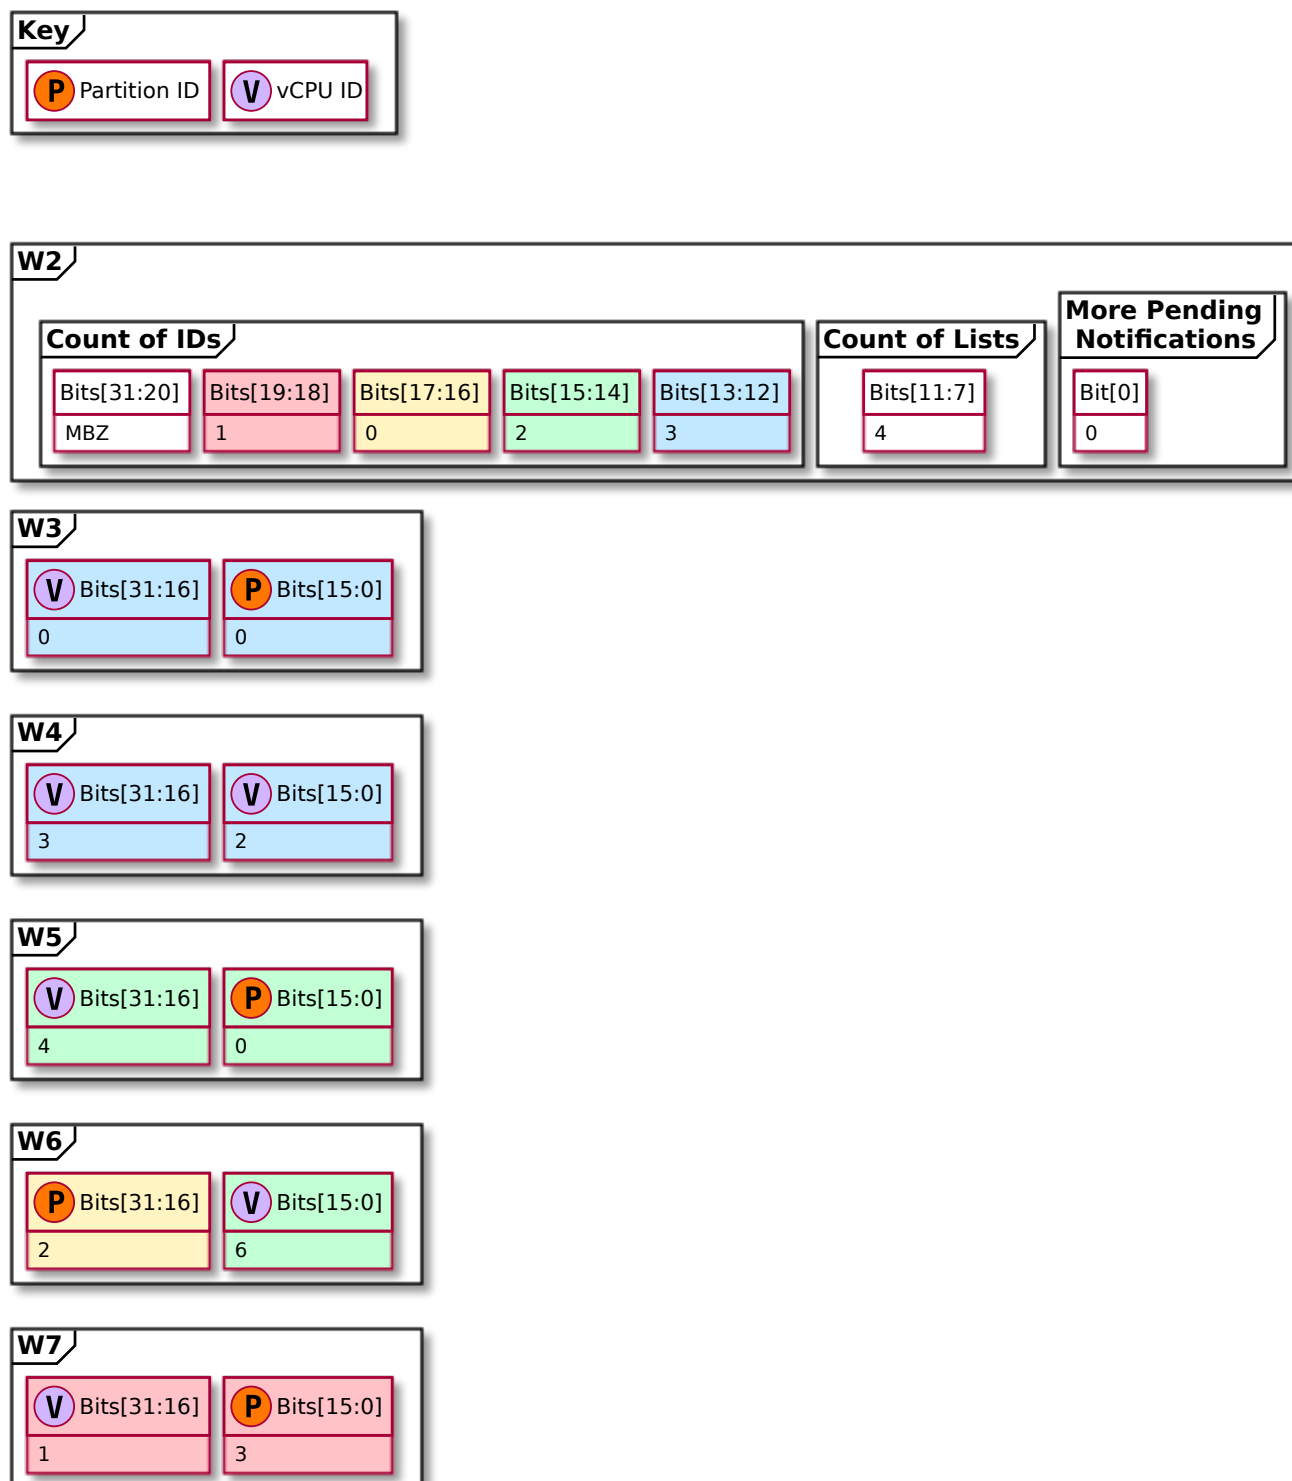 Key
P Partition ID V vCPU ID
W2
Count of IDs
Bits[31:20] Bits[19:18] Bits[17:16] Bits[15:14] Bits[13:12]
MBZ 1 0 2 3
Count of Lists
Bits[11:7]
4
More Pending
Notifications
Bit[0]
0
W3
V Bits[31:16] P Bits[15:0]
0 0
W4
V Bits[31:16] V Bits[15:0]
3 2
W5
V Bits[31:16] P Bits[15:0]
4 0
W6
P Bits[31:16] V Bits[15:0]
2 6
W7
V Bits[31:16] P Bits[15:0]
1 3